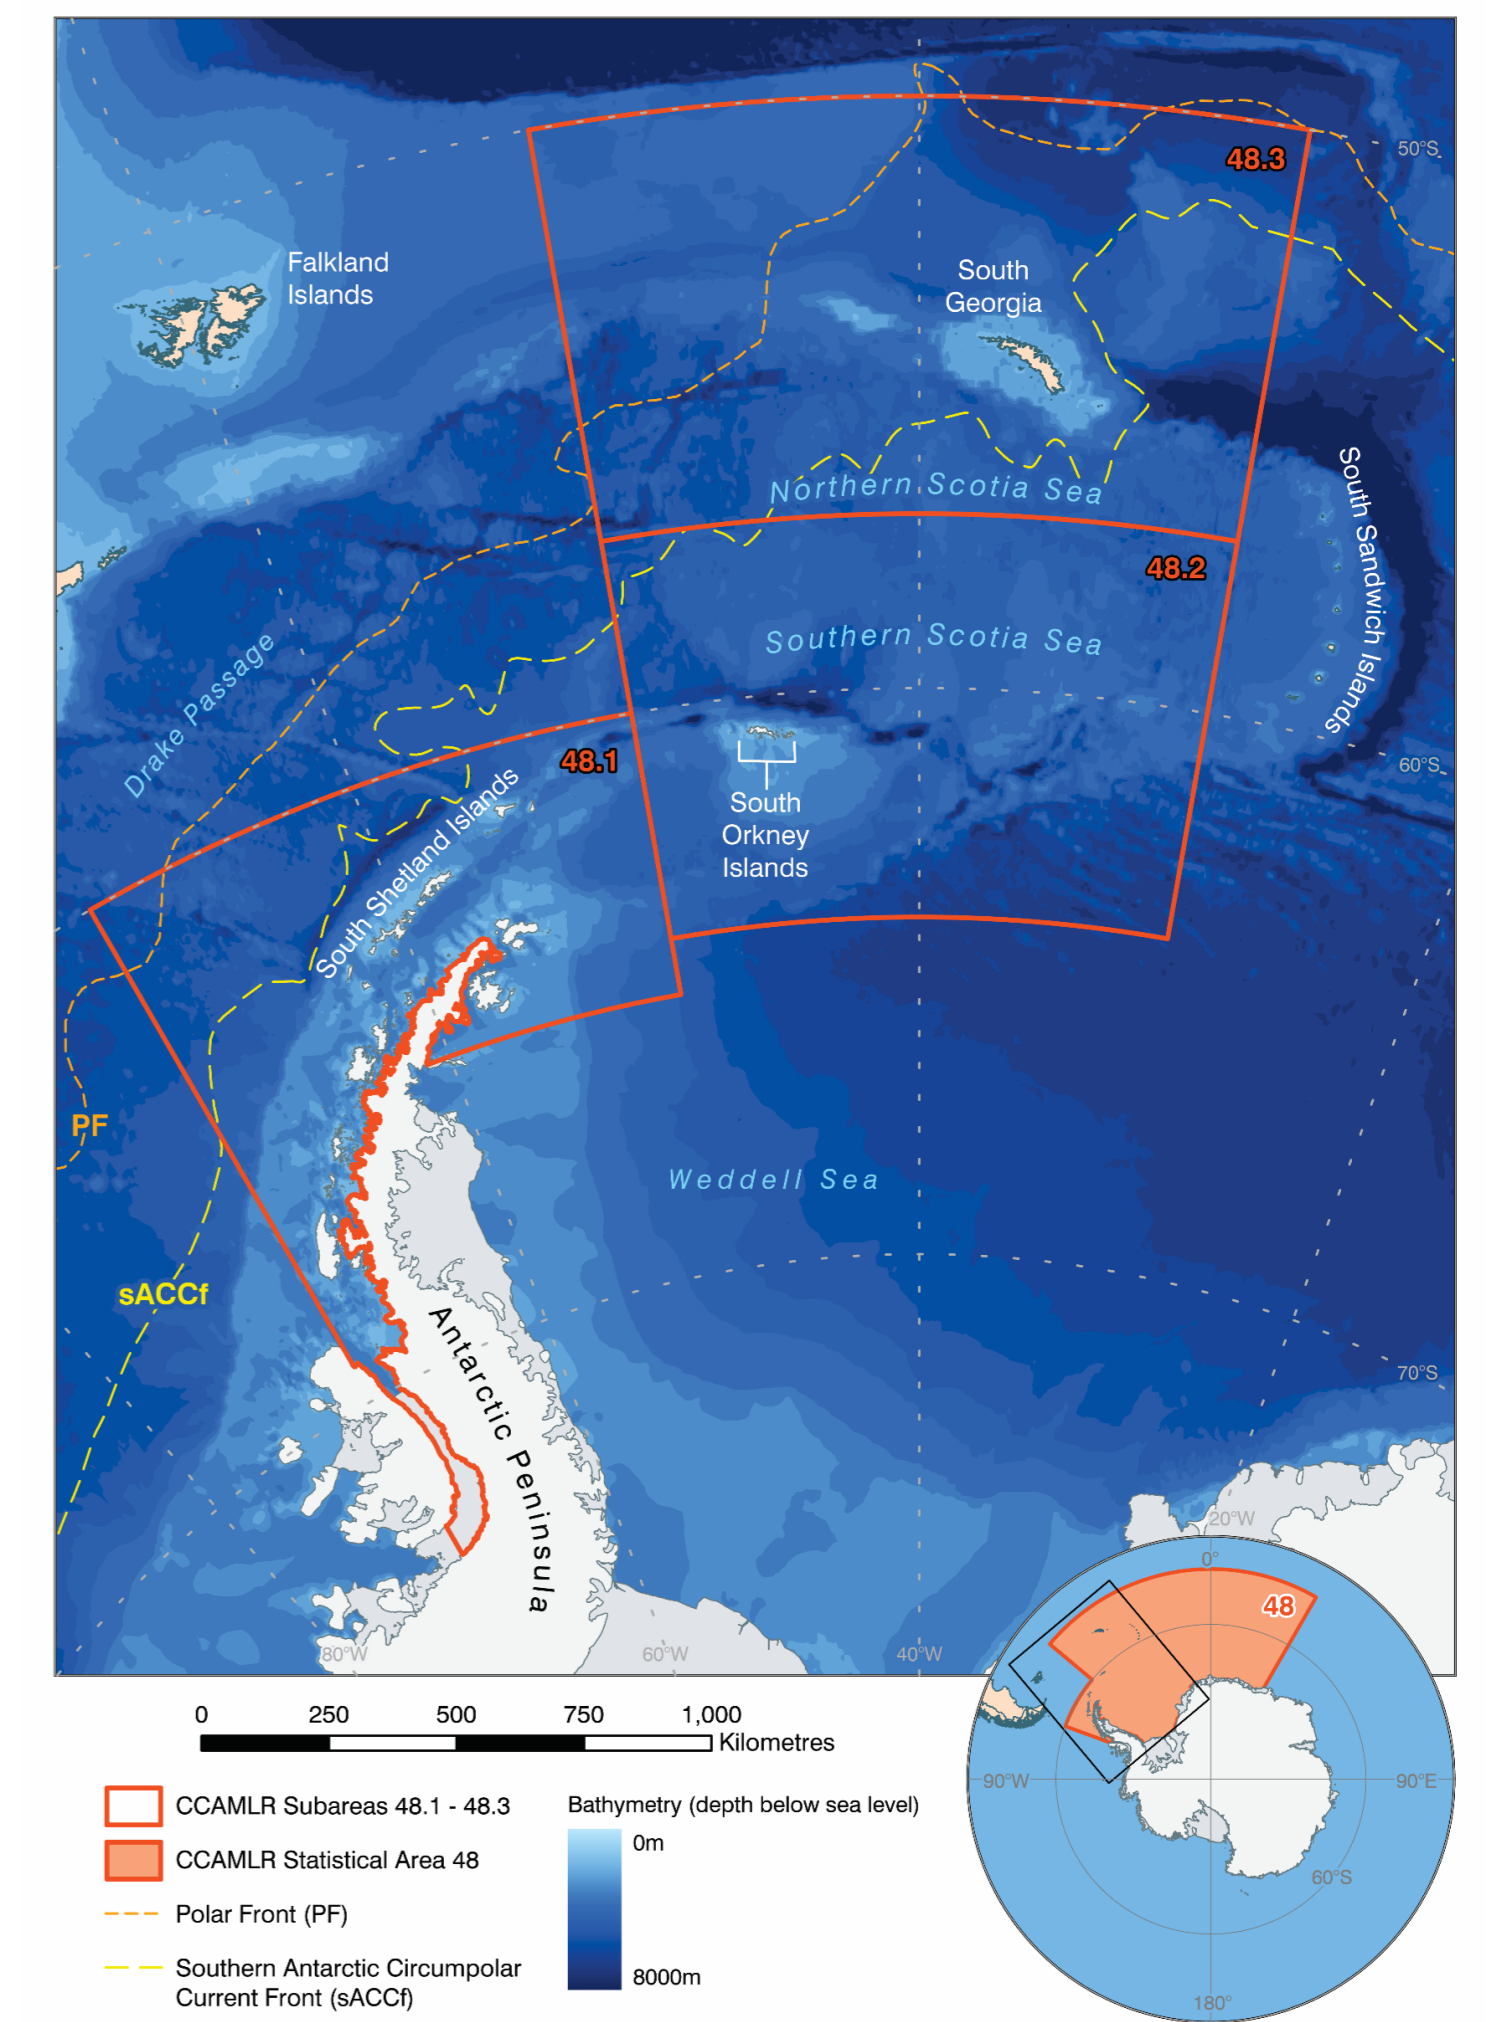 50°S
48.3
Falkland
Islands
South
Georgia
Northern Scotia Sea
South Sandwich Islands
48.2
Southern Scotia Sea
Drake Passage
48.1
60°S
South Shetland Islands
South
Orkney
Islands
PF
Weddell Sea
sACCf
Antarctic Peninsula
70°S
20°W
80°W
60°W
40°W
0°
48
90°W
90°E
60°S
180°
0 250 500 750 1,000
Kilometres
CCAMLR Subareas 48.1 - 48.3
CCAMLR Statistical Area 48
Polar Front (PF)
Southern Antarctic Circumpolar
Current Front (sACCf)
Bathymetry (depth below sea level)
0m
8000m